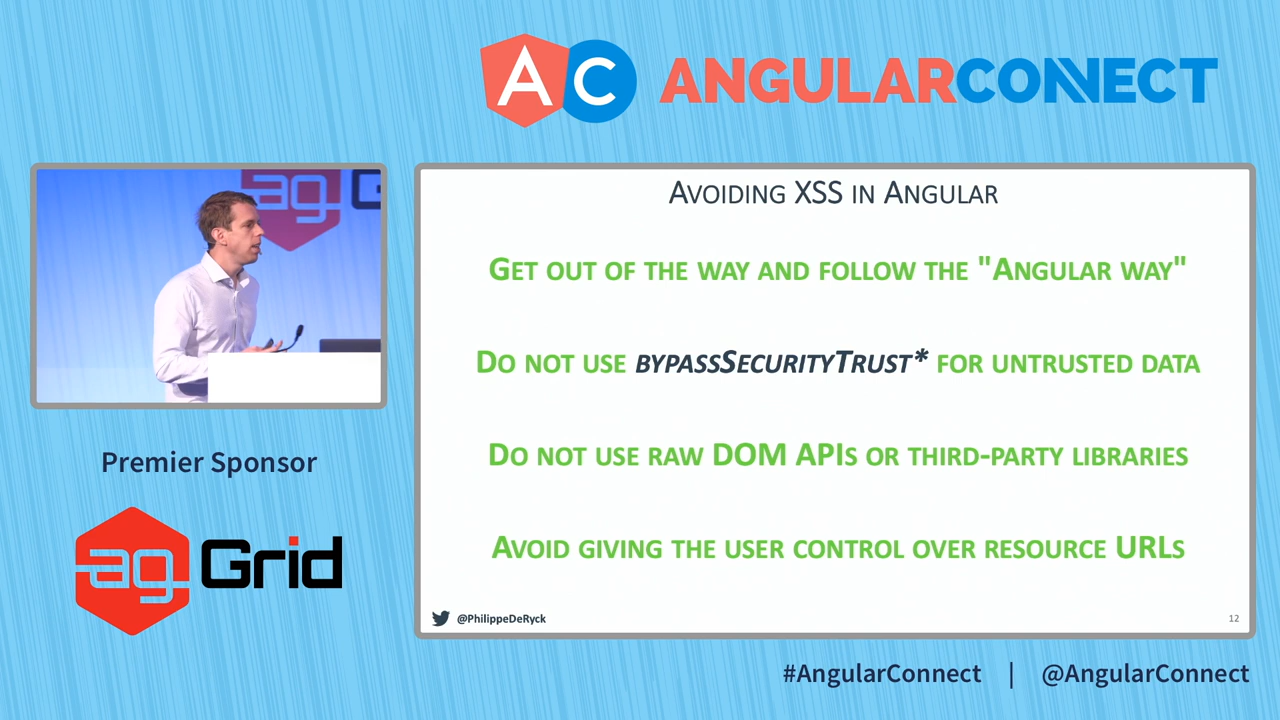 AC ANGULARCONNECT
ag G
AVOIDING XSS IN ANGULAR
GET OUT OF THE WAY AND FOLLOW THE "ANGULAR WAY"
DO NOT USE BYPASSSECURITYTRUST* FOR UNTRUSTED DATA
DO NOT USE RAW DOM APIS OR THIRD-PARTY LIBRARIES
AVOID GIVING THE USER CONTROL OVER RESOURCE URLS
@PhilippeDeRyck
12
Premier Sponsor
ag Grid
#AngularConnect | @AngularConnect